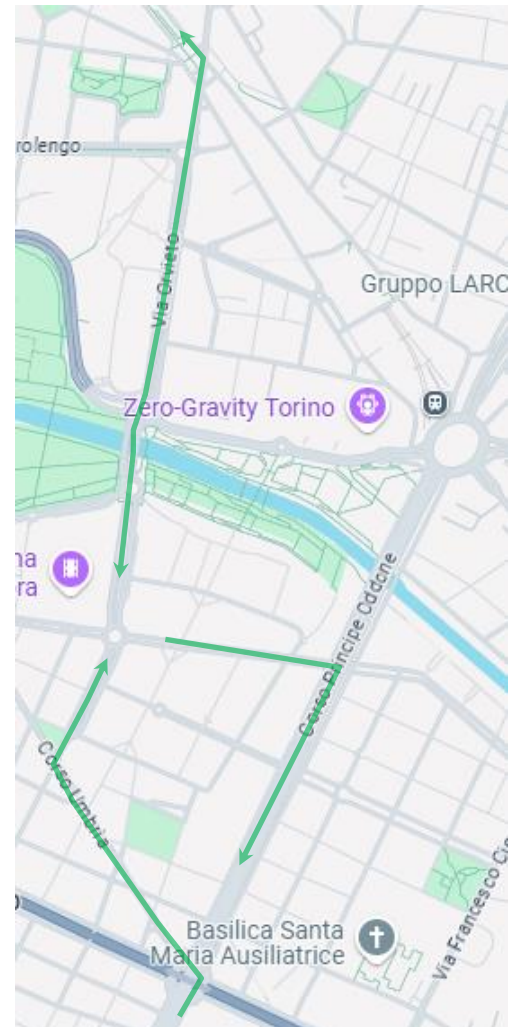 rolengo
Via Orvieto
Gruppo LARC
Zero-Gravity Torino
na
ra
Corso Principe Oddone
Corso Umbria
Basilica Santa
Maria Ausiliatrice
Via Francesco Cig